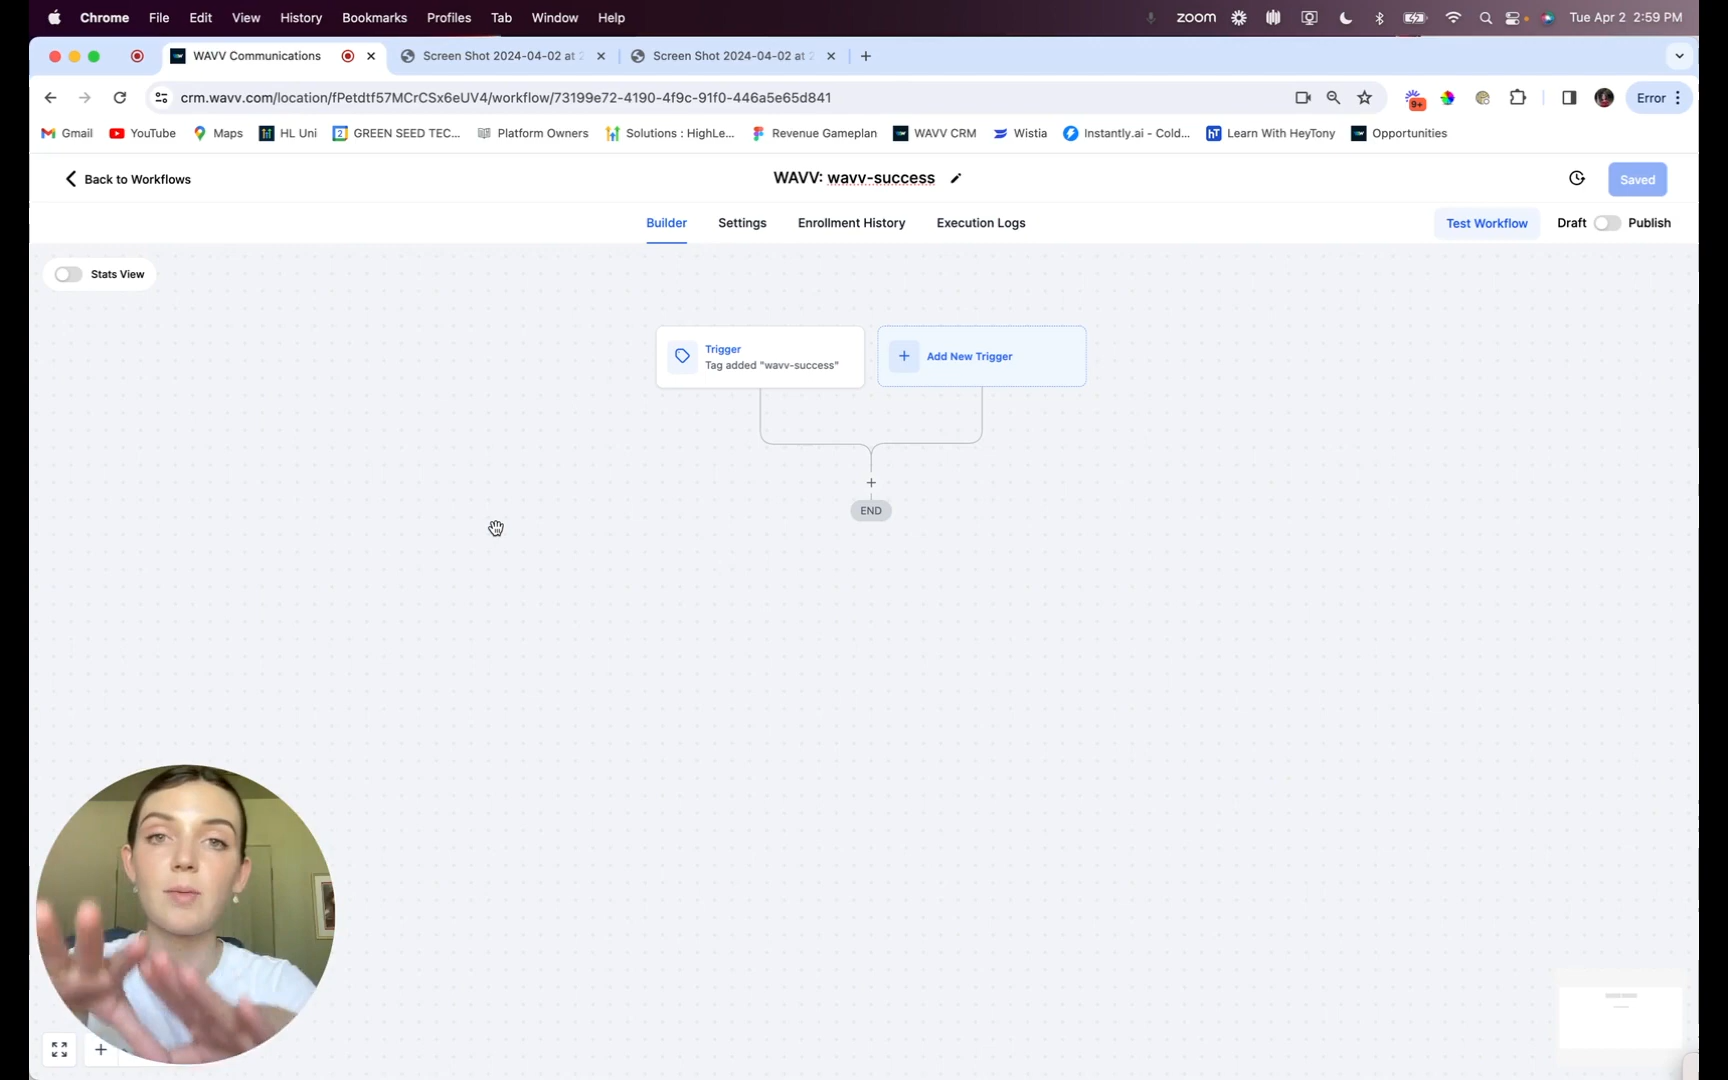 Chrome File Edit View History Bookmarks Profiles Tab Window Help zoom Tue Apr 2 2:59 PM
WAVV Communications Screen Shot 2024-04-02 at 2 Screen Shot 2024-04-02 at 2
crm.wavv.com/location/fPetdtf57MCrCSx6eUV4/workflow/73199e72-4190-4f9c-91f0-446a5e65d841 9+ Error
Gmail YouTube Maps HL Uni GREEN SEED TEC... Platform Owners Solutions : HighLe... Revenue Gameplan WAVV CRM Wistia Instantly.ai - Cold... Learn With HeyTony Opportunities
Back to Workflows WAVV: wavv-success Saved
Builder Settings Enrollment History Execution Logs Test Workflow Draft Publish
Stats View
Trigger
Tag added "wavv-success"
Add New Trigger
END